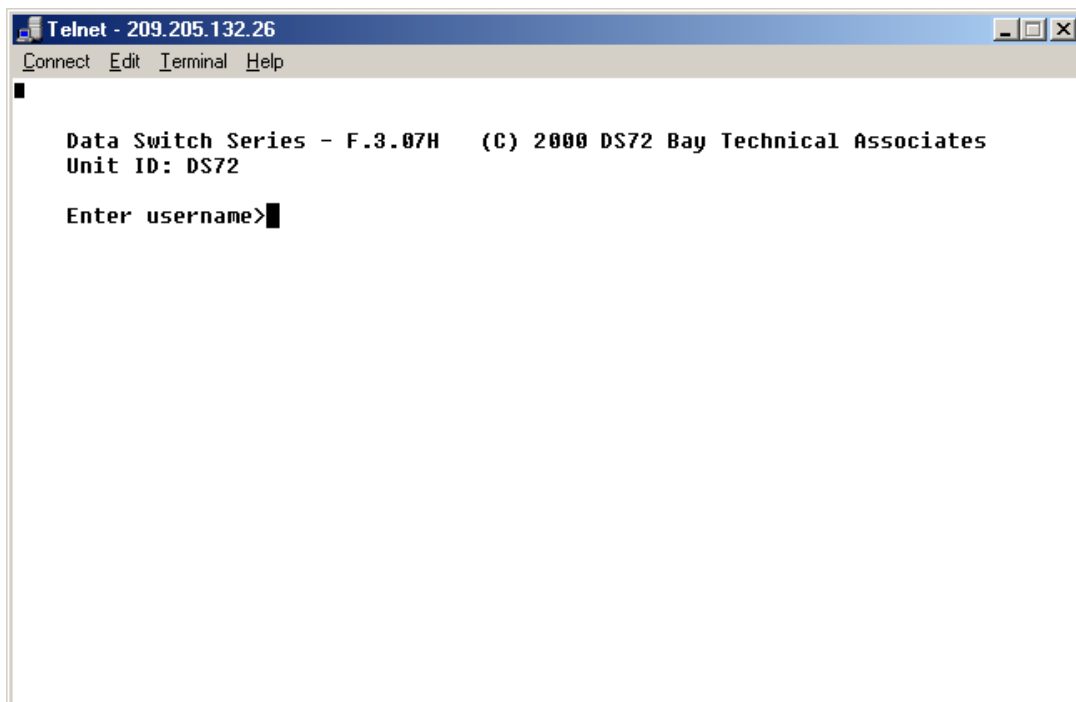 Telnet - 209.205.132.26
Connect Edit Terminal Help
Data Switch Series - F.3.07H (C) 2000 DS72 Bay Technical Associates
Unit ID: DS72
Enter username>